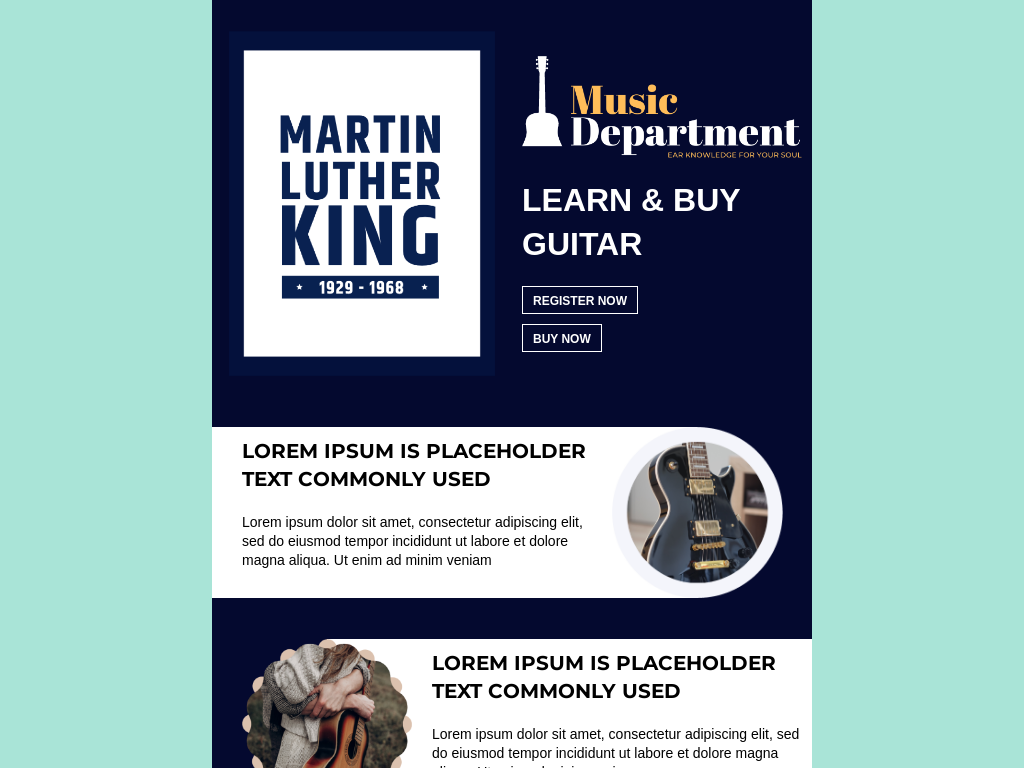 MARTIN
LUTHER
KING
1929 - 1968
Music
Department
EAR KNOWLEDGE FOR YOUR SOUL
LEARN & BUY
GUITAR
REGISTER NOW
BUY NOW
LOREM IPSUM IS PLACEHOLDER
TEXT COMMONLY USED
Lorem ipsum dolor sit amet, consectetur adipiscing elit,
sed do eiusmod tempor incididunt ut labore et dolore
magna aliqua. Ut enim ad minim veniam
LOREM IPSUM IS PLACEHOLDER
TEXT COMMONLY USED
Lorem ipsum dolor sit amet, consectetur adipiscing elit, sed
do eiusmod tempor incididunt ut labore et dolore magna